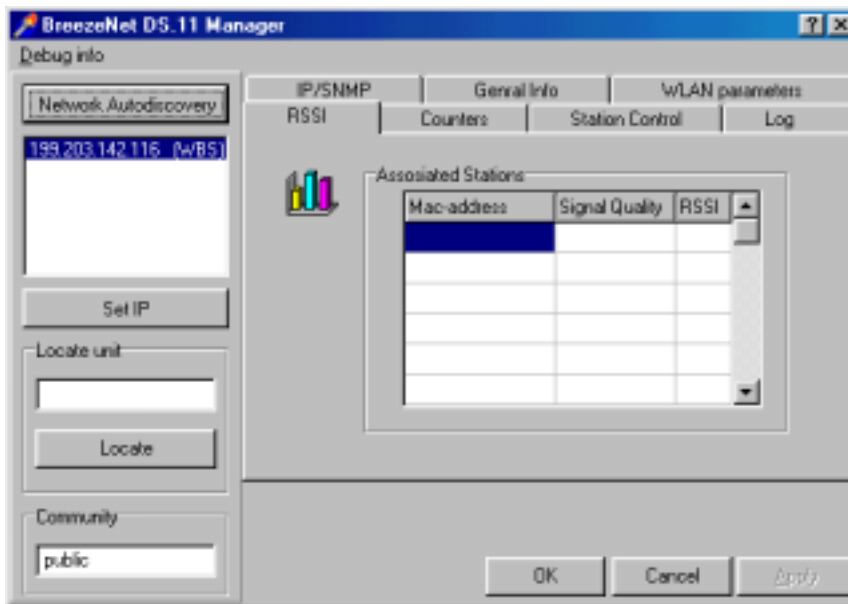 BreezeNet DS.11 Manager
Debug info
Network Autodiscovery
199.203.142.116 (WBS)
Set IP
Locate unit
Locate
Community
public
IP/SNMP
Genral Info
WLAN parameters
RSSI
Counters
Station Control
Log
Assosiated Stations
Mac-address
Signal Quality
RSSI
OK
Cancel
Apply